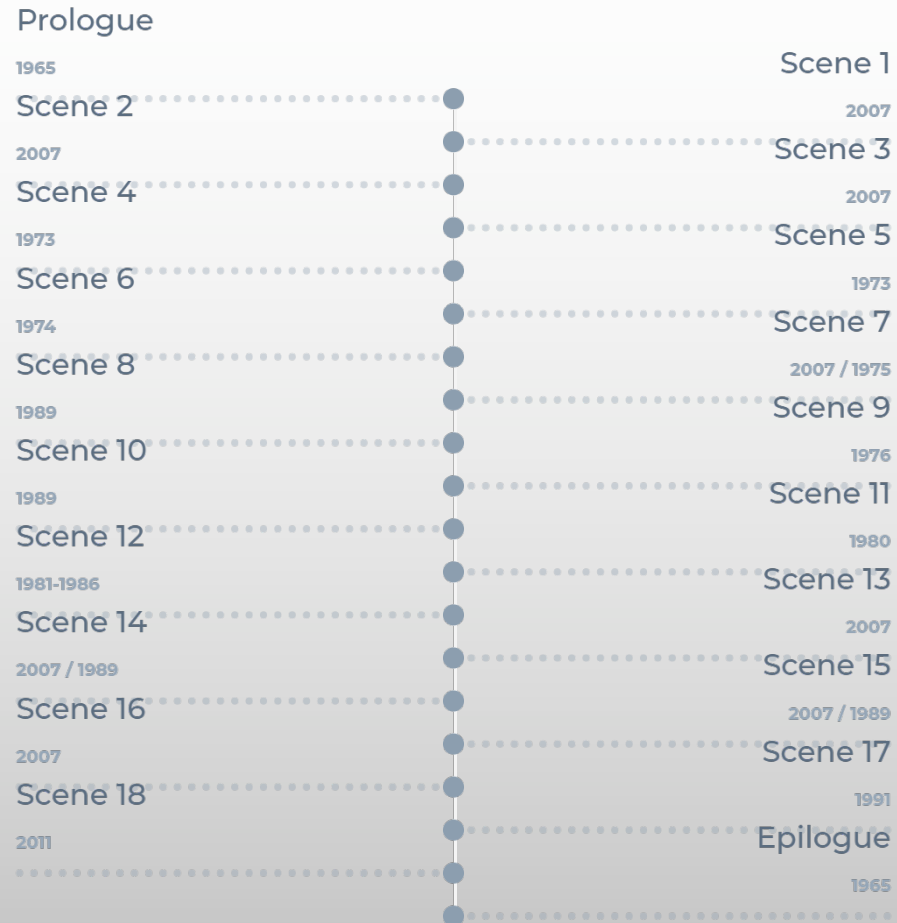 Prologue
1965
Scene 1
2007
Scene 2
2007
Scene 3
2007
Scene 4
1973
Scene 5
1973
Scene 6
1974
Scene 7
2007 / 1975
Scene 8
1989
Scene 9
1976
Scene 10
1989
Scene 11
1980
Scene 12
1981-1986
Scene 13
2007
Scene 14
2007 / 1989
Scene 15
2007 / 1989
Scene 16
2007
Scene 17
1991
Scene 18
2011
Epilogue
1965